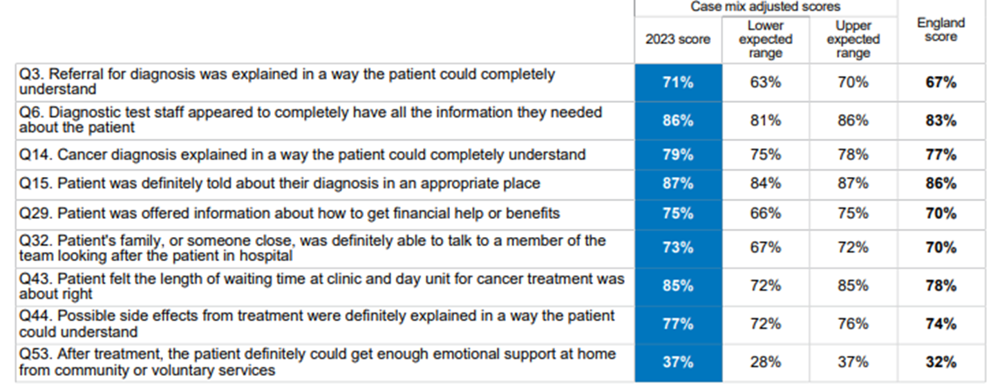 Case mix adjusted scores
2023 score
Lower
expected
range
Upper
expected
range
England
score
Q3. Referral for diagnosis was explained in a way the patient could completely
understand
71%
63%
70%
67%
Q6. Diagnostic test staff appeared to completely have all the information they needed
about the patient
86%
81%
86%
83%
Q14. Cancer diagnosis explained in a way the patient could completely understand
79%
75%
78%
77%
Q15. Patient was definitely told about their diagnosis in an appropriate place
87%
84%
87%
86%
Q29. Patient was offered information about how to get financial help or benefits
75%
66%
75%
70%
Q32. Patient's family, or someone close, was definitely able to talk to a member of the
team looking after the patient in hospital
73%
67%
72%
70%
Q43. Patient felt the length of waiting time at clinic and day unit for cancer treatment was
about right
85%
72%
85%
78%
Q44. Possible side effects from treatment were definitely explained in a way the patient
could understand
77%
72%
76%
74%
Q53. After treatment, the patient definitely could get enough emotional support at home
from community or voluntary services
37%
28%
37%
32%